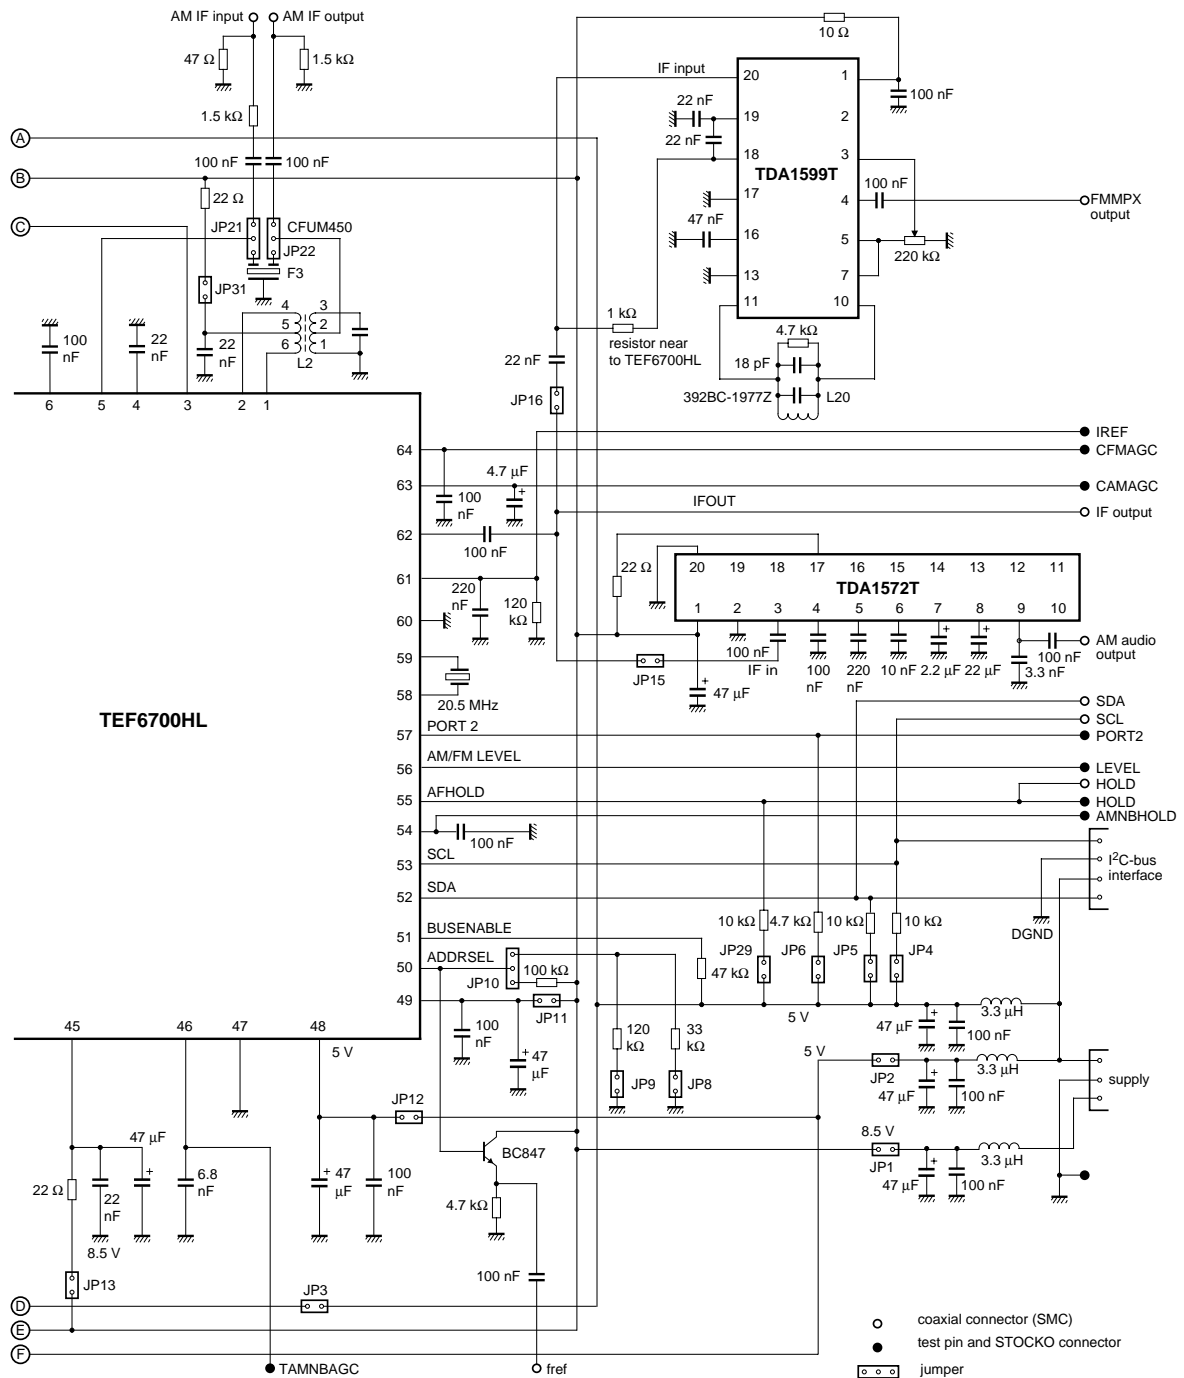 AM IF input
AM IF output
47 Ω
1.5 kΩ
10 Ω
IF input
20
1
100 nF
22 nF
19
2
1.5 kΩ
22 nF
A
100 nF
100 nF
18
3
TDA1599T
B
22 Ω
17
4
100 nF
FMMPX
output
C
JP21
CFUM450
47 nF
16
5
JP22
220 kΩ
F3
13
7
JP31
11
10
4
3
1 kΩ
4.7 kΩ
100
nF
22
nF
5
2
resistor near
to TEF6700HL
22
nF
6
1
22 nF
18 pF
L2
JP16
392BC-1977Z
L20
6
5
4
3
2
1
IREF
64
CFMAGC
4.7 μF
63
CAMAGC
100
nF
IFOUT
62
IF output
100 nF
22 Ω
20
19
18
17
16
15
14
13
12
11
TDA1572T
61
220
nF
120
kΩ
1
2
3
4
5
6
7
8
9
10
60
100 nF
AM audio
output
59
IF in
100
nF
220
nF
10 nF
2.2 μF
22 μF
100 nF
3.3 nF
JP15
58
20.5 MHz
47 μF
TEF6700HL
SDA
SCL
57
PORT 2
PORT2
56
AM/FM LEVEL
LEVEL
HOLD
55
AFHOLD
HOLD
AMNBHOLD
54
100 nF
53
SCL
I2C-bus
interface
52
SDA
10 kΩ
4.7 kΩ
10 kΩ
10 kΩ
DGND
51
BUSENABLE
JP29
JP6
JP5
JP4
50
ADDRSEL
47 kΩ
JP10
100 kΩ
49
JP11
3.3 μH
5 V
45
46
47
48
100
nF
120
kΩ
33
kΩ
47 μF
100 nF
5 V
47
μF
5 V
JP9
JP8
JP2
3.3 μH
supply
JP12
47 μF
100 nF
47 μF
BC847
8.5 V
JP1
3.3 μH
22 Ω
22
nF
6.8
nF
47
μF
100
nF
4.7 kΩ
47 μF
100 nF
8.5 V
JP13
100 nF
D
JP3
E
coaxial connector (SMC)
test pin and STOCKO connector
F
TAMNBAGC
fref
jumper